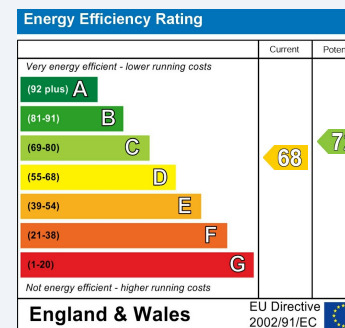 Energy Efficiency Rating
Current
Very energy efficient - lower running costs
(92 plus) A
(81-91) B
(69-80) C
(55-68) D
(39-54) E
(21-38) F
(1-20) G
68
Not energy efficient - higher running costs
England & Wales
EU Directive
2002/91/EC